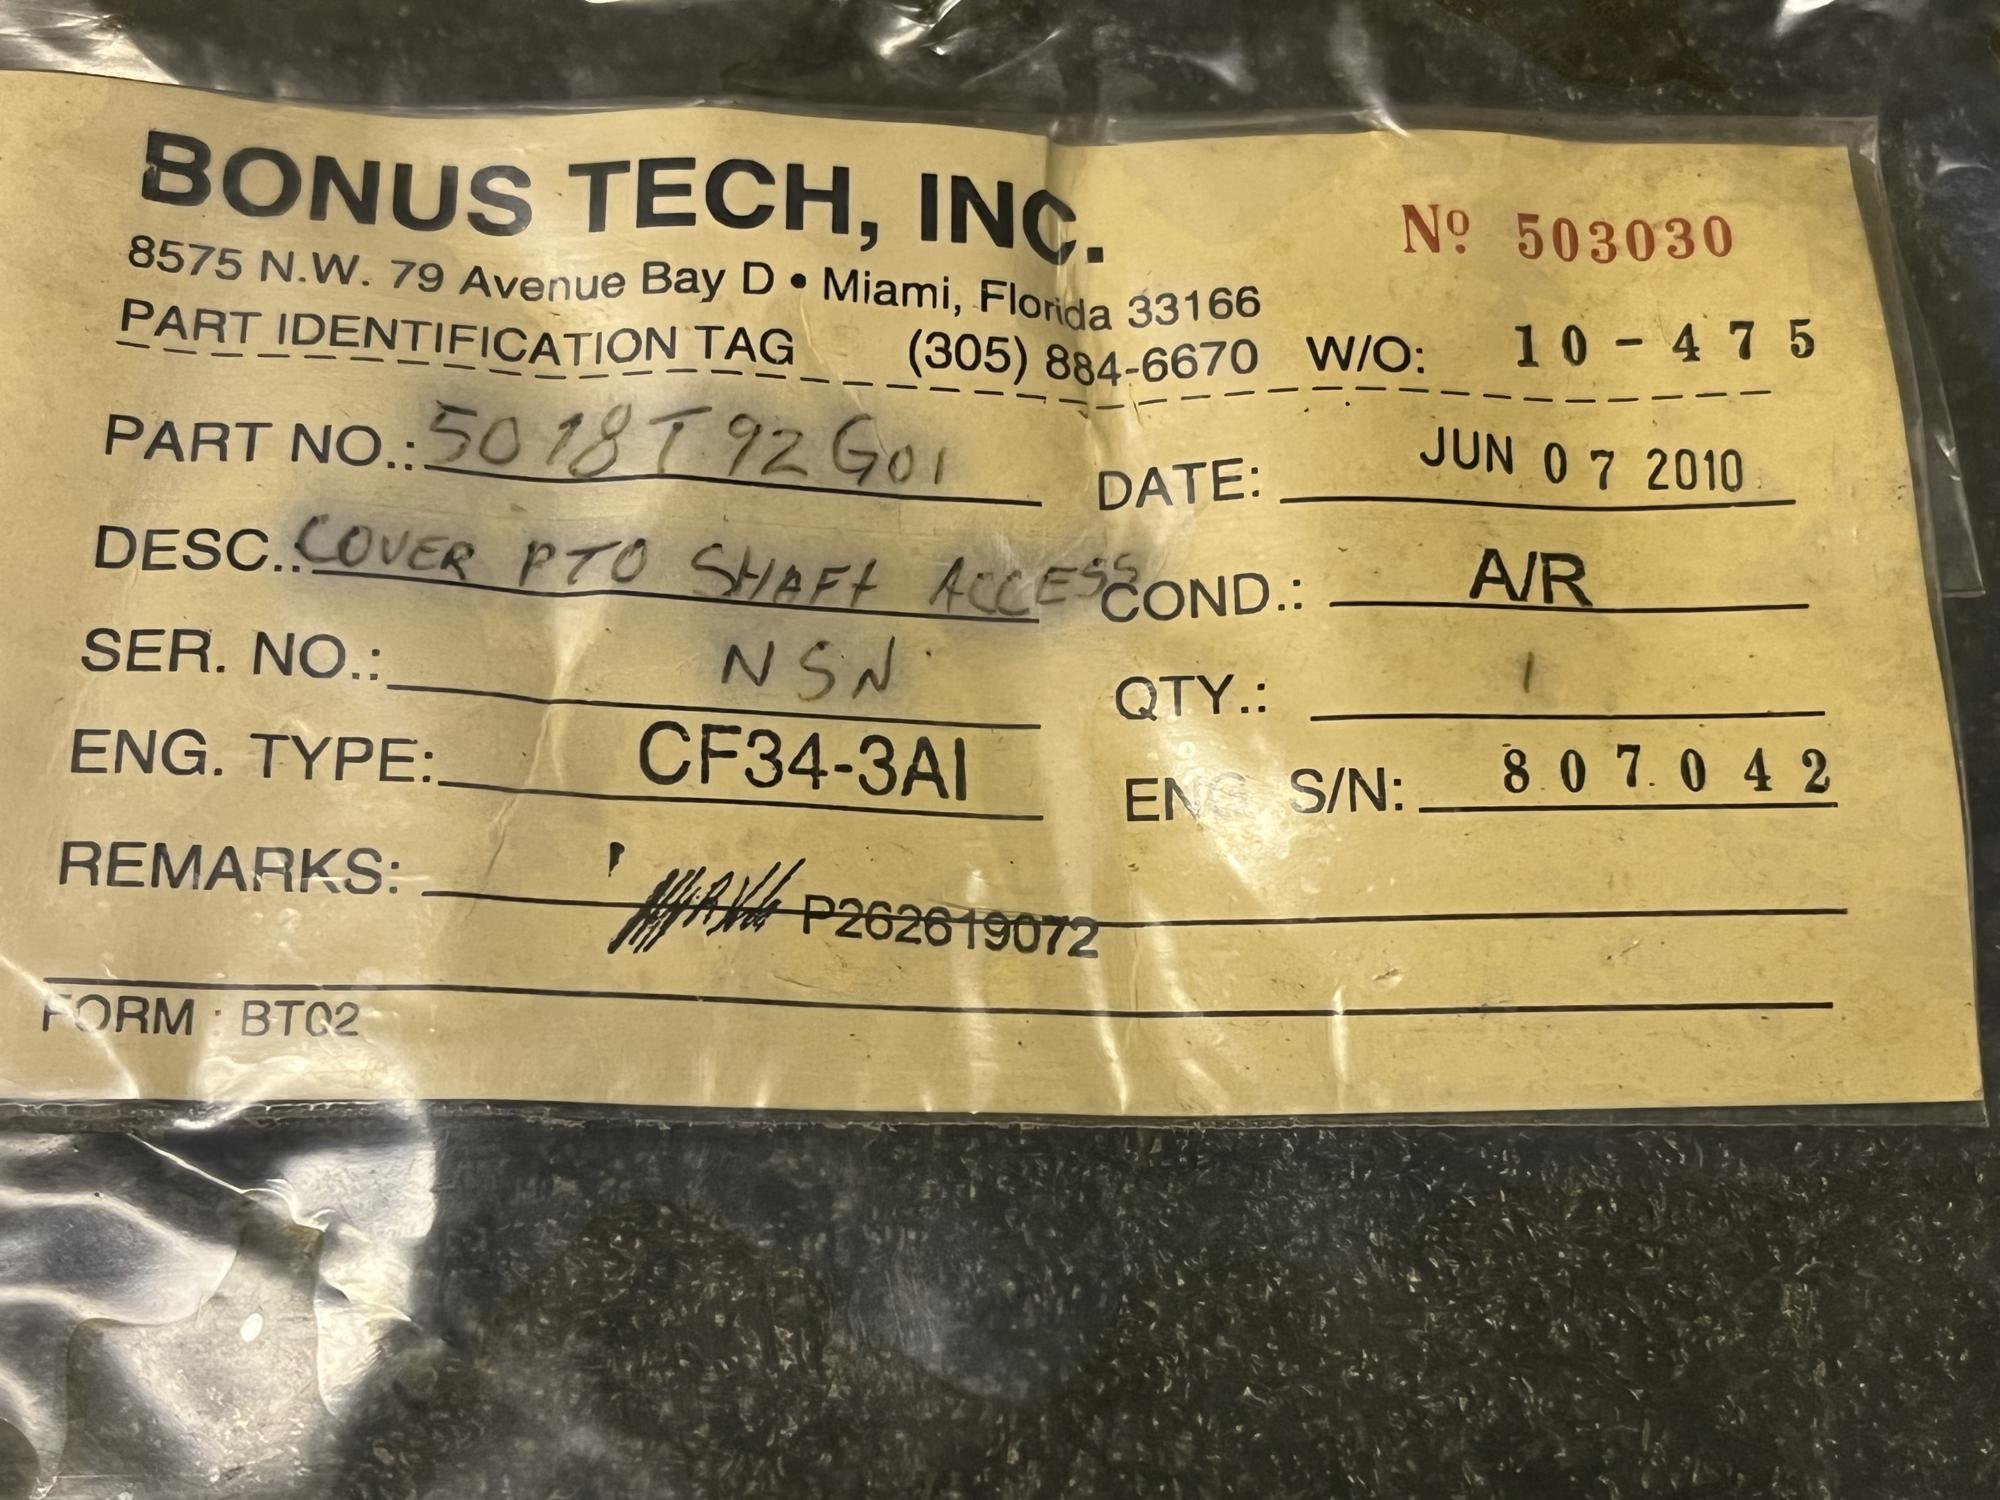 BONUS TECH, INC.
Nº 503030
8575 N.W. 79 Avenue Bay D • Miami, Florida 33166
PART IDENTIFICATION TAG (305) 884-6670 W/O: 10-475
PART NO.: 5018T92G01
DATE: JUN 07 2010
DESC.: COVER PTO SHAFT ACCESS
COND.: A/R
SER. NO.: NSN
QTY.: 1
ENG. TYPE: CF34-3AI
ENG S/N: 807042
REMARKS: P262619072
FORM : BT02